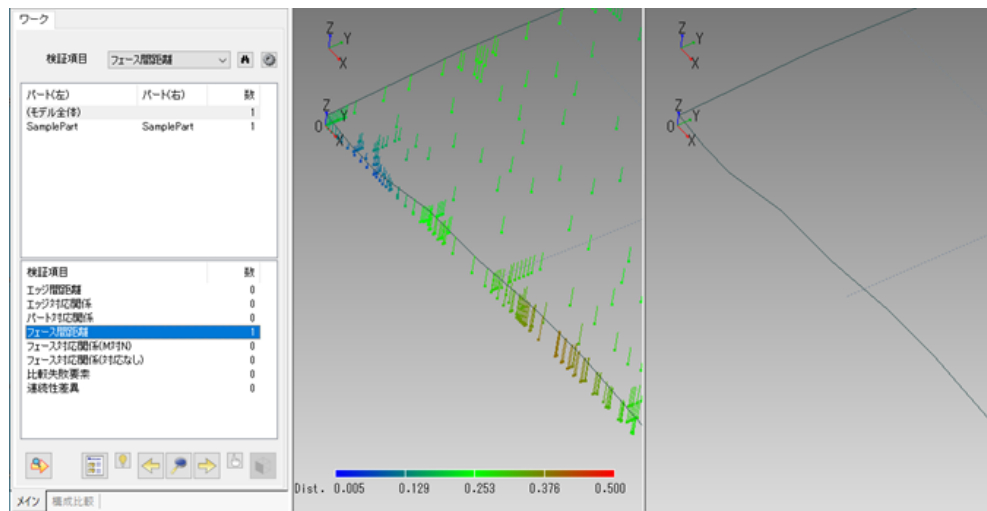 ワーク
検証項目 フェース間距離
パート(左) パート(右) 数
(モデル全体) 1
SamplePart SamplePart 1
検証項目 数
エッジ間距離 0
エッジ対応関係 0
パート対応関係 0
フェース間距離 1
フェース対応関係(M対N) 0
フェース対応関係(対応なし) 0
比較失敗要素 0
連続性差異 0
メイン 構成比較
Z Y
X
Z Y
O
X
Dist. 0.005 0.129 0.253 0.376 0.500
Z Y
X
Z Y
O
X